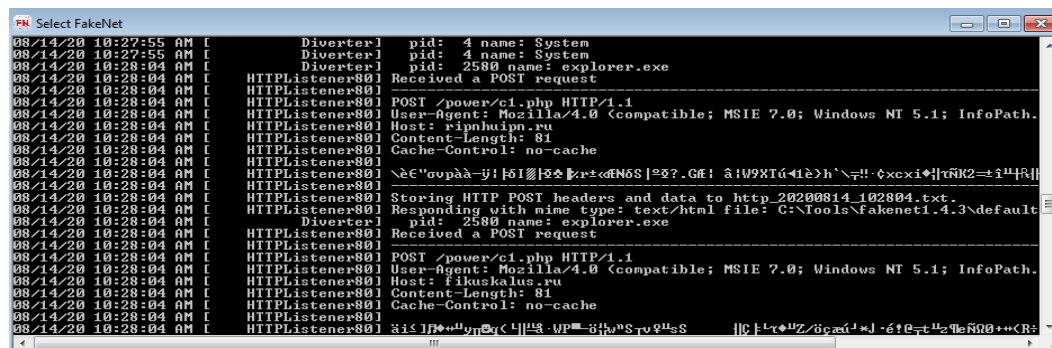 Select FakeNet
08/14/20 10:27:55 AM [ Diverter] pid: 4 name: System
08/14/20 10:27:55 AM [ Diverter] pid: 4 name: System
08/14/20 10:28:04 AM [ Diverter] pid: 2580 name: explorer.exe
08/14/20 10:28:04 AM [ HTTPListener80] Received a POST request
08/14/20 10:28:04 AM [ HTTPListener80] ----------------------------------------------------------------
08/14/20 10:28:04 AM [ HTTPListener80] POST /power/c1.php HTTP/1.1
08/14/20 10:28:04 AM [ HTTPListener80] User-Agent: Mozilla/4.0 (compatible; MSIE 7.0; Windows NT 5.1; InfoPath.
08/14/20 10:28:04 AM [ HTTPListener80] Host: ripnhuipn.ru
08/14/20 10:28:04 AM [ HTTPListener80] Content-Length: 81
08/14/20 10:28:04 AM [ HTTPListener80] Cache-Control: no-cache
08/14/20 10:28:04 AM [ HTTPListener80]
08/14/20 10:28:04 AM [ HTTPListener80]
08/14/20 10:28:04 AM [ HTTPListener80] ----------------------------------------------------------------
08/14/20 10:28:04 AM [ HTTPListener80] Storing HTTP POST headers and data to http_20200814_102804.txt.
08/14/20 10:28:04 AM [ HTTPListener80] Responding with mime type: text/html file: C:\Tools\fakenet1.4.3\default
08/14/20 10:28:04 AM [ Diverter] pid: 2580 name: explorer.exe
08/14/20 10:28:04 AM [ HTTPListener80] Received a POST request
08/14/20 10:28:04 AM [ HTTPListener80] ----------------------------------------------------------------
08/14/20 10:28:04 AM [ HTTPListener80] POST /power/c1.php HTTP/1.1
08/14/20 10:28:04 AM [ HTTPListener80] User-Agent: Mozilla/4.0 (compatible; MSIE 7.0; Windows NT 5.1; InfoPath.
08/14/20 10:28:04 AM [ HTTPListener80] Host: fikuskalus.ru
08/14/20 10:28:04 AM [ HTTPListener80] Content-Length: 81
08/14/20 10:28:04 AM [ HTTPListener80] Cache-Control: no-cache
08/14/20 10:28:04 AM [ HTTPListener80]